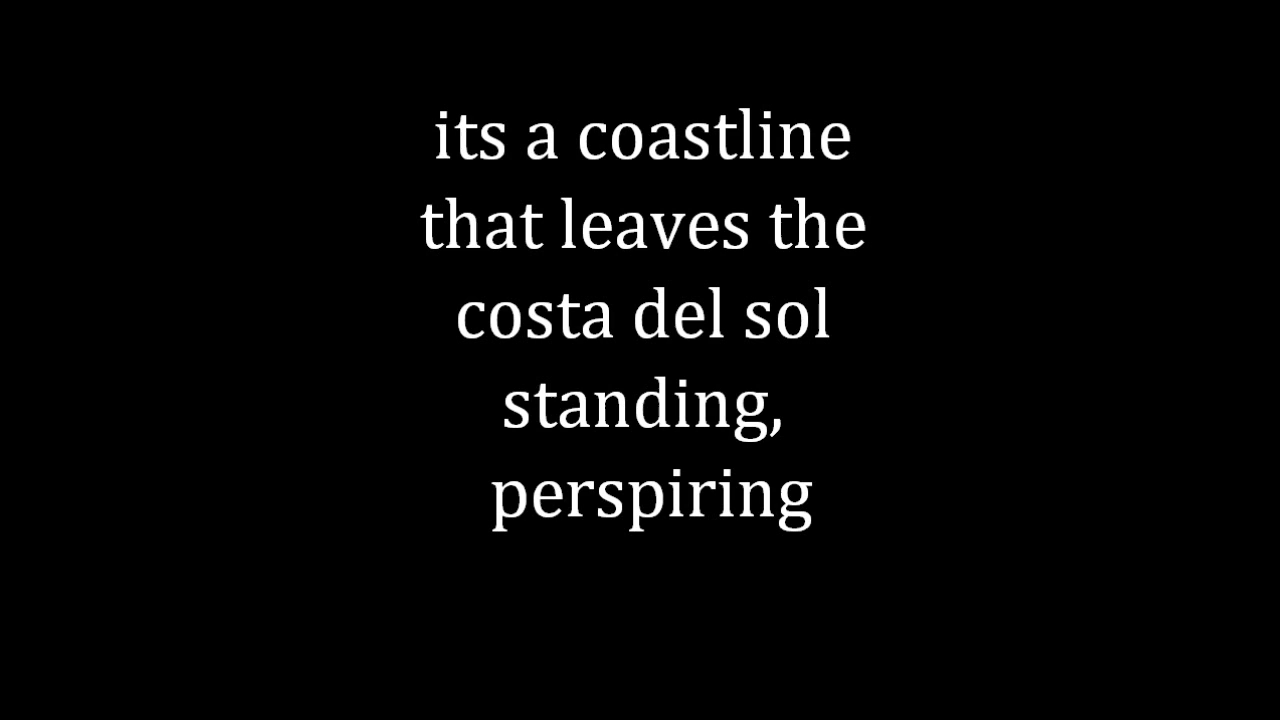 its a coastline
that leaves the
costa del sol
standing,
perspiring